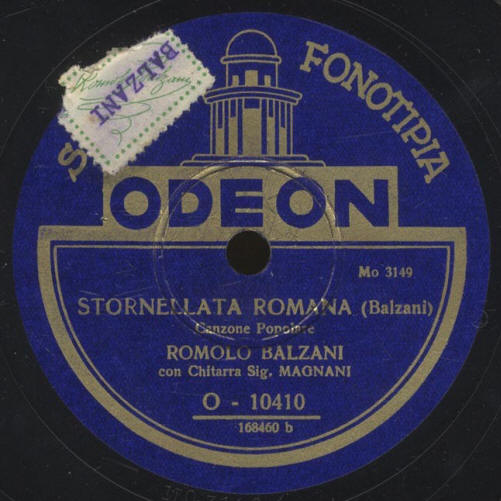 FONOTIPIA
BALZANI
ODEON
Mo 3149
STORNELLATA ROMANA (Balzani)
Canzone Popolare
ROMOLO BALZANI
con Chitarra Sig. MAGNANI
O - 10410
168460 b